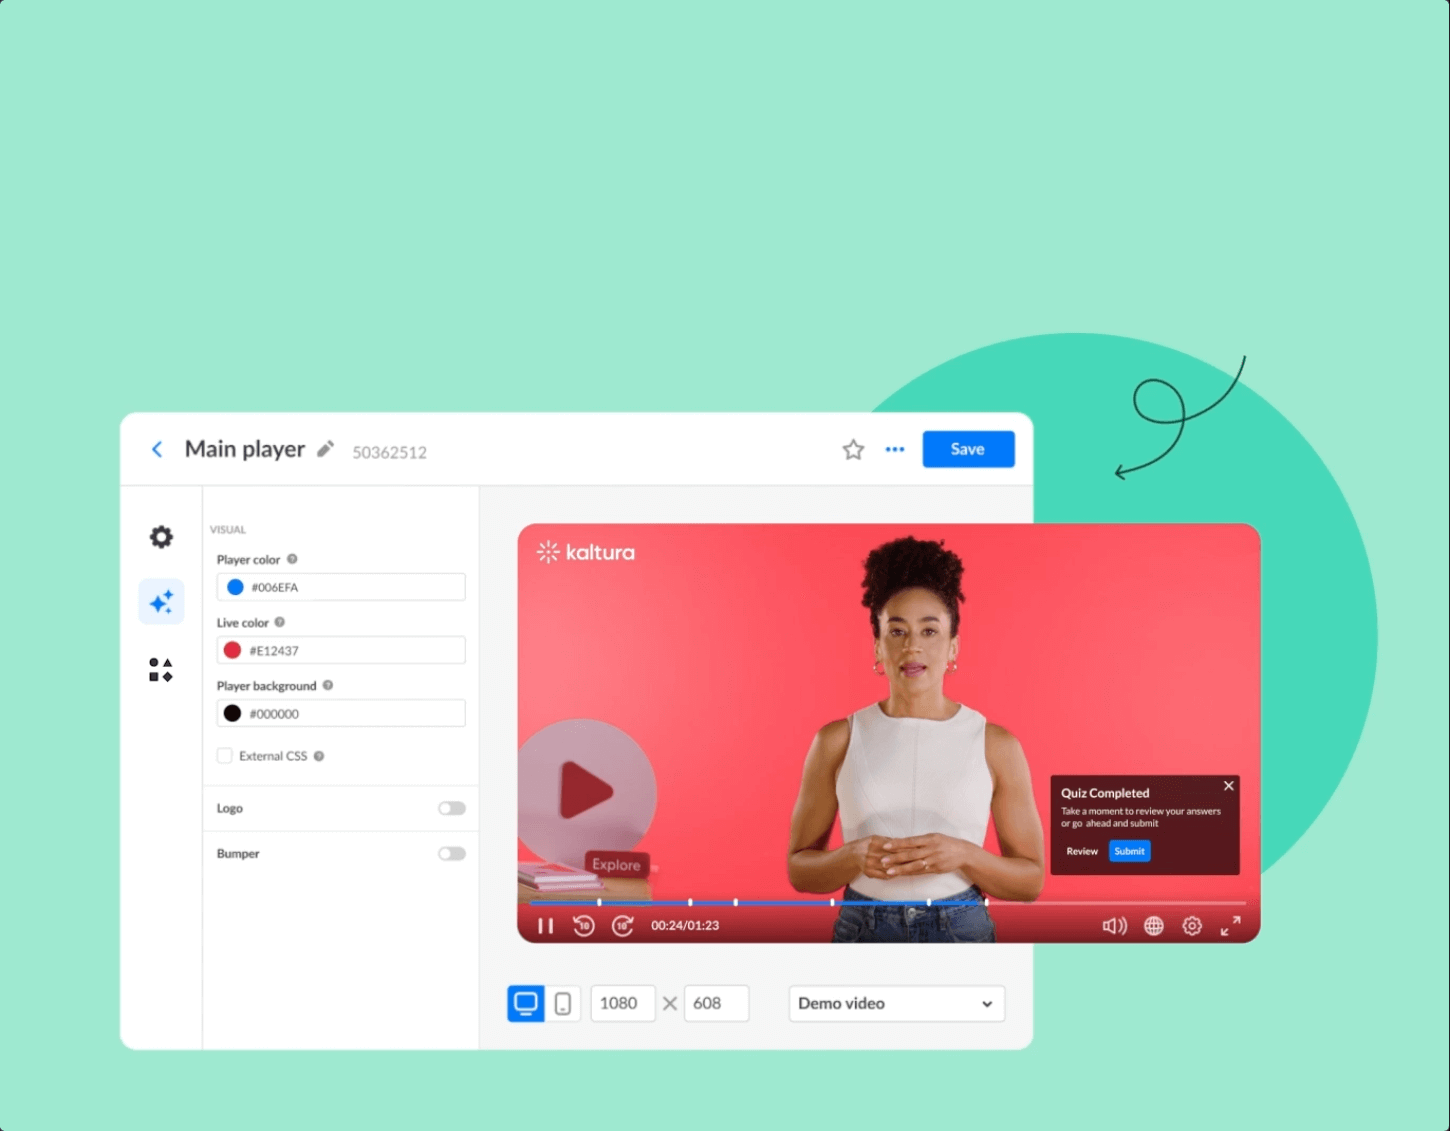 Main player
50362512
Save
VISUAL
Player color
#006EFA
Live color
#E12437
Player background
#000000
External CSS
Logo
Bumper
kaltura
Explore
Quiz Completed
Take a moment to review your answers
or go ahead and submit
Review
Submit
10
10
00:24/01:23
1080
608
Demo video